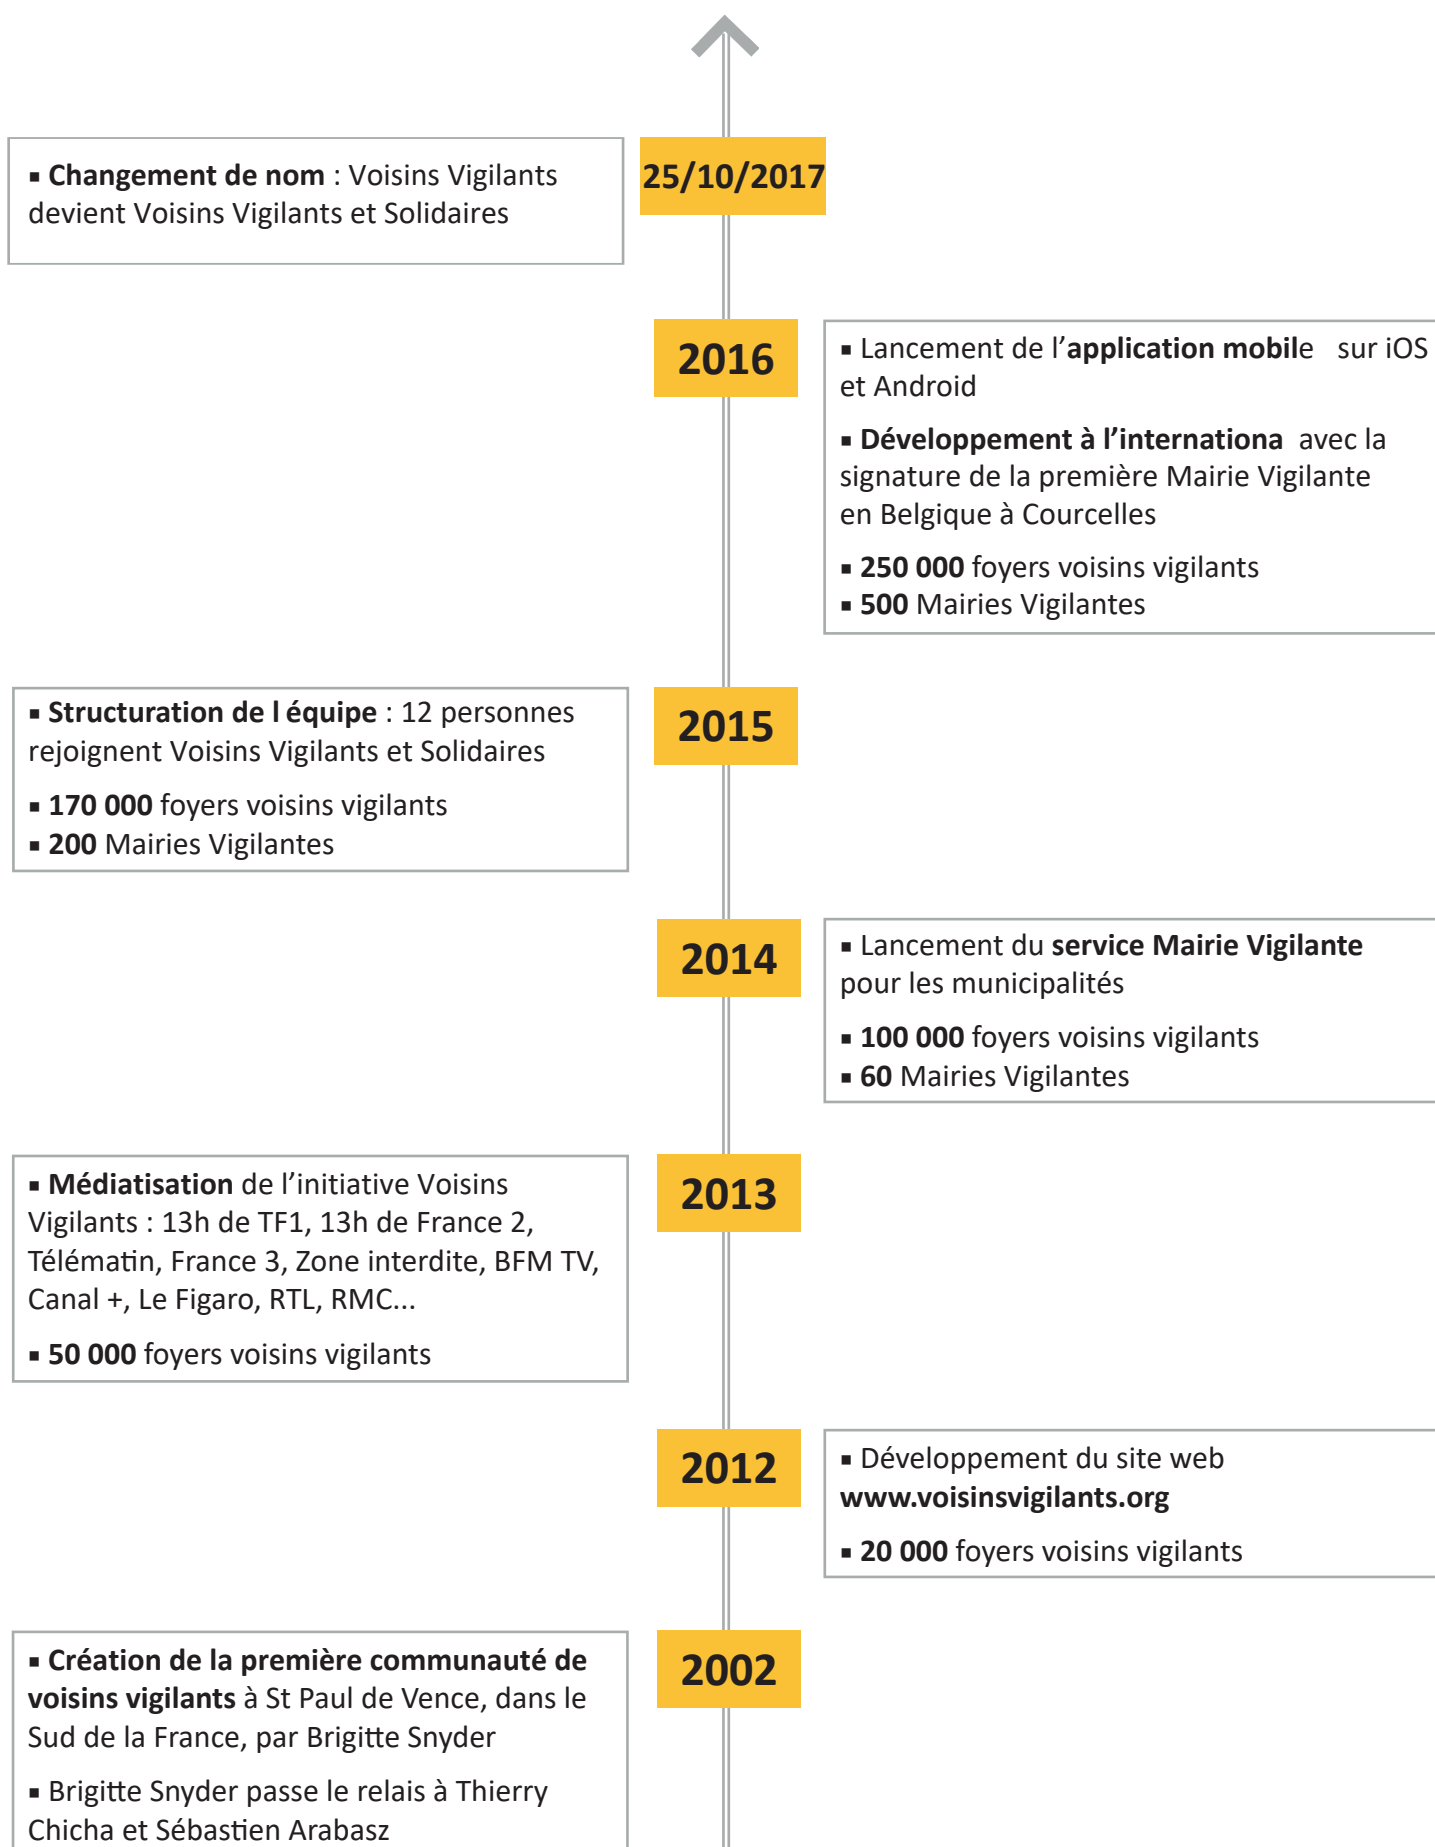 25/10/2017
▪ Changement de nom : Voisins Vigilants
devient Voisins Vigilants et Solidaires
2016
▪ Lancement de l’application mobile sur iOS
et Android
▪ Développement à l’internationa avec la
signature de la première Mairie Vigilante
en Belgique à Courcelles
▪ 250 000 foyers voisins vigilants
▪ 500 Mairies Vigilantes
2015
▪ Structuration de l équipe : 12 personnes
rejoignent Voisins Vigilants et Solidaires
▪ 170 000 foyers voisins vigilants
▪ 200 Mairies Vigilantes
2014
▪ Lancement du service Mairie Vigilante
pour les municipalités
▪ 100 000 foyers voisins vigilants
▪ 60 Mairies Vigilantes
2013
▪ Médiatisation de l’initiative Voisins
Vigilants : 13h de TF1, 13h de France 2,
Télématin, France 3, Zone interdite, BFM TV,
Canal +, Le Figaro, RTL, RMC...
▪ 50 000 foyers voisins vigilants
2012
▪ Développement du site web
www.voisinsvigilants.org
▪ 20 000 foyers voisins vigilants
2002
▪ Création de la première communauté de
voisins vigilants à St Paul de Vence, dans le
Sud de la France, par Brigitte Snyder
▪ Brigitte Snyder passe le relais à Thierry
Chicha et Sébastien Arabasz